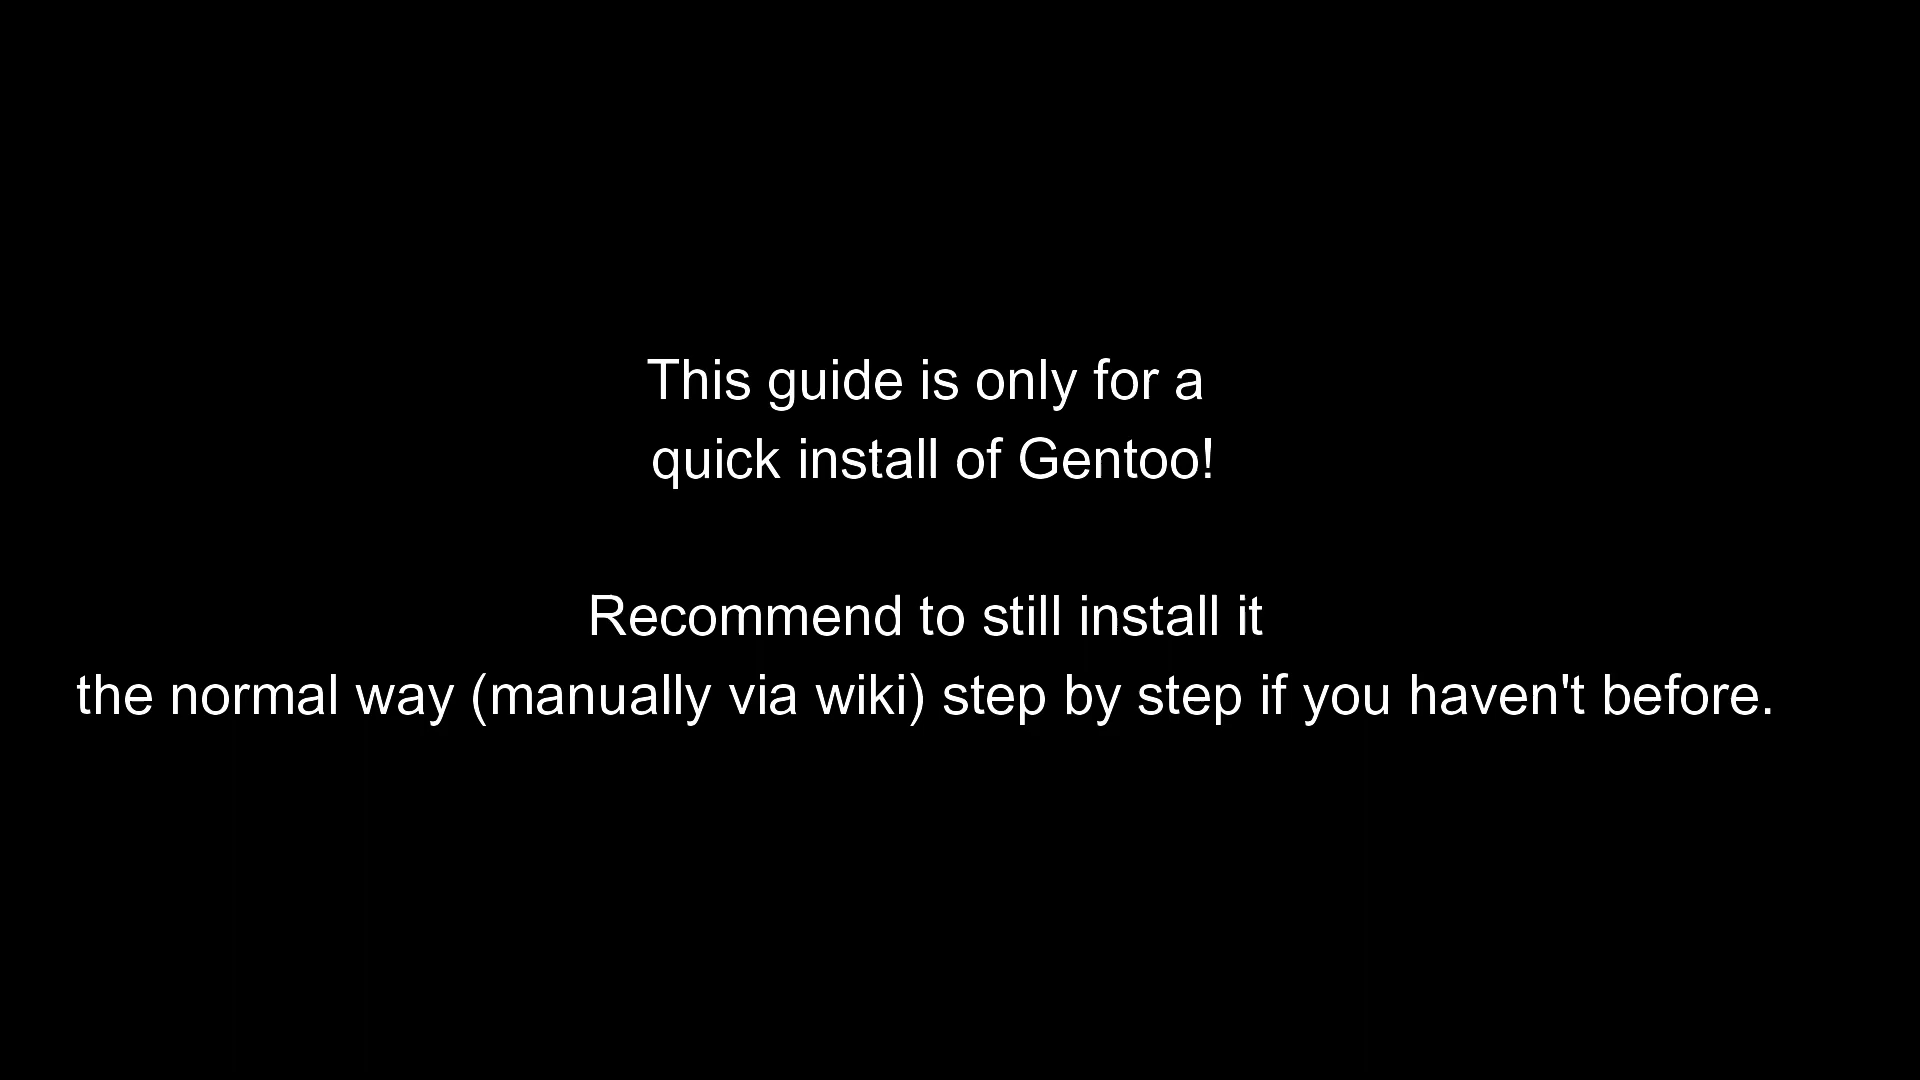 This guide is only for a
quick install of Gentoo!
Recommend to still install it
the normal way (manually via wiki) step by step if you haven't before.